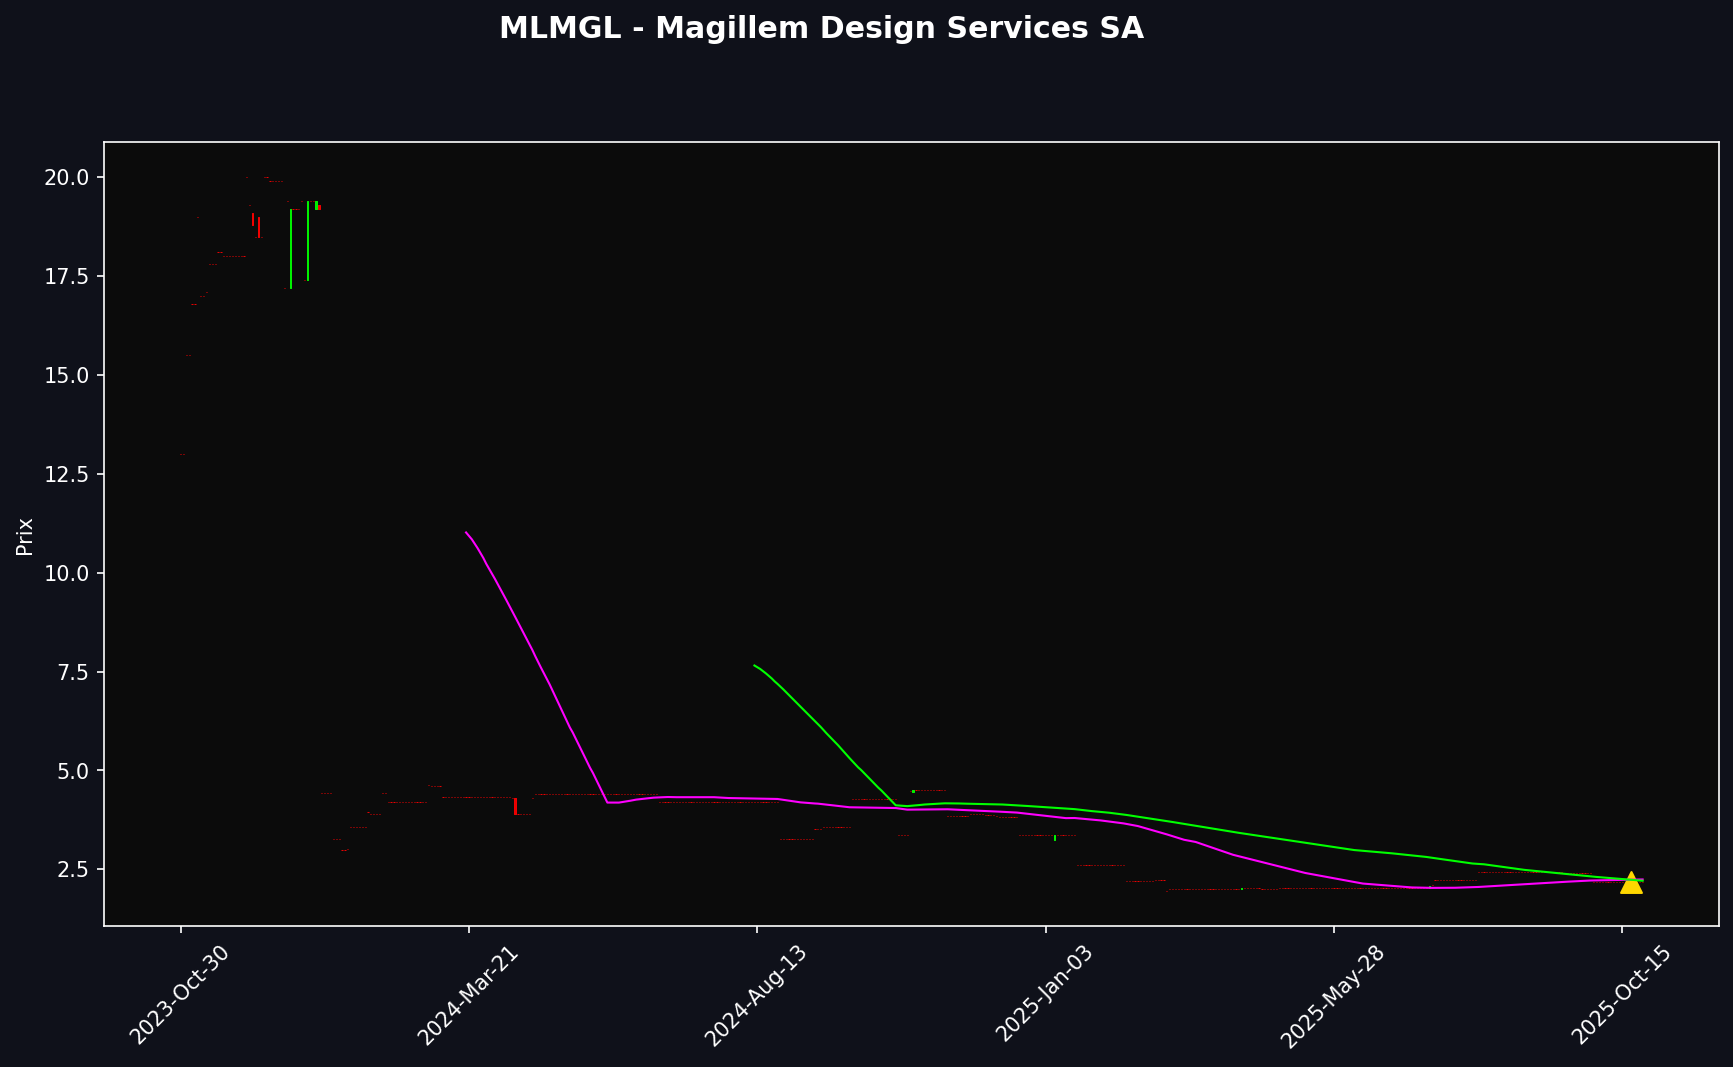 MLMGL - Magillem Design Services SA
Prix
20.0
17.5
15.0
12.5
10.0
7.5
5.0
2.5
2023-Oct-30
2024-Mar-21
2024-Aug-13
2025-Jan-03
2025-May-28
2025-Oct-15